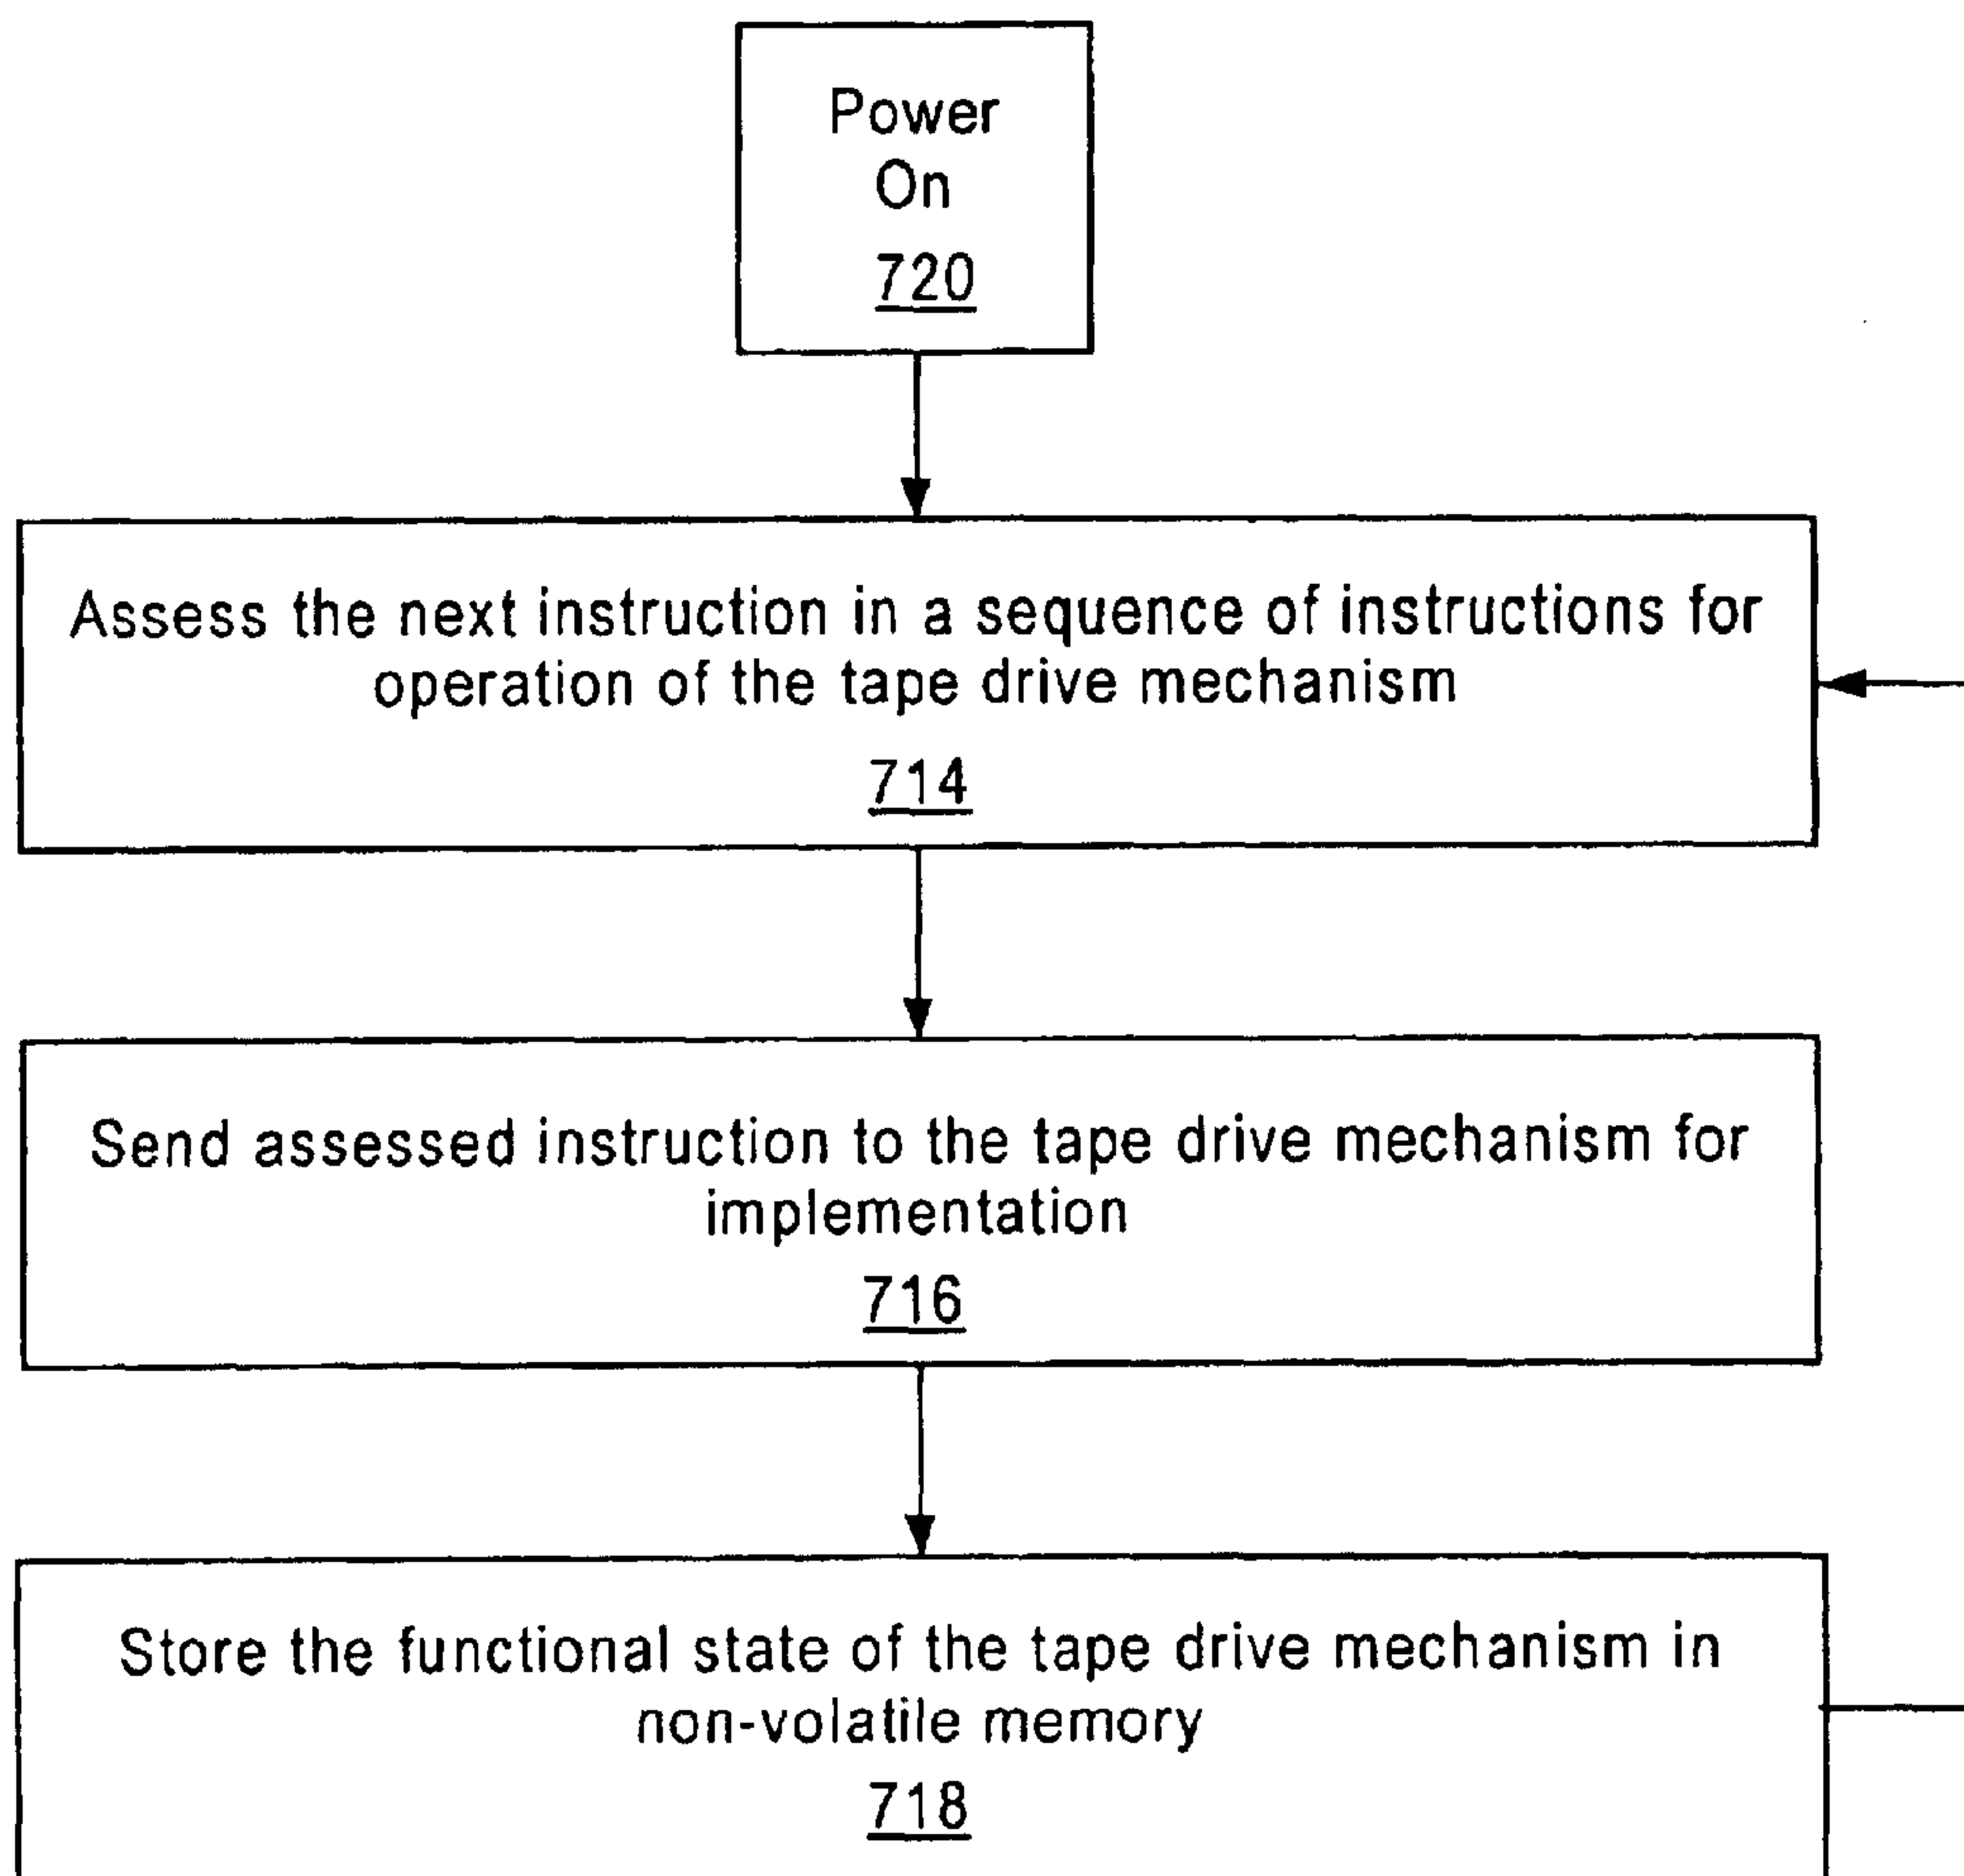 Power
On
720
Assess the next instruction in a sequence of instructions for
operation of the tape drive mechanism
714
Send assessed instruction to the tape drive mechanism for
implementation
716
Store the functional state of the tape drive mechanism in
non-volatile memory
718